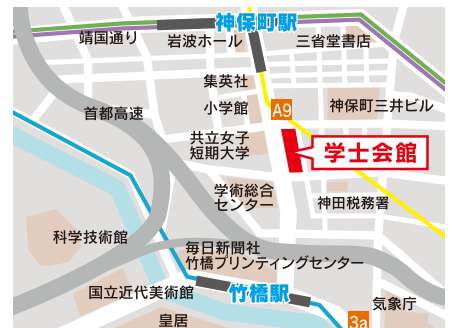 神保町駅
靖国通り
岩波ホール
三省堂書店
集英社
小学館
A9
神保町三井ビル
首都高速
共立女子
短期大学
学士会館
学術総合
センター
神田税務署
科学技術館
毎日新聞社
竹橋プリンティングセンター
国立近代美術館
竹橋駅
気象庁
皇居
3a